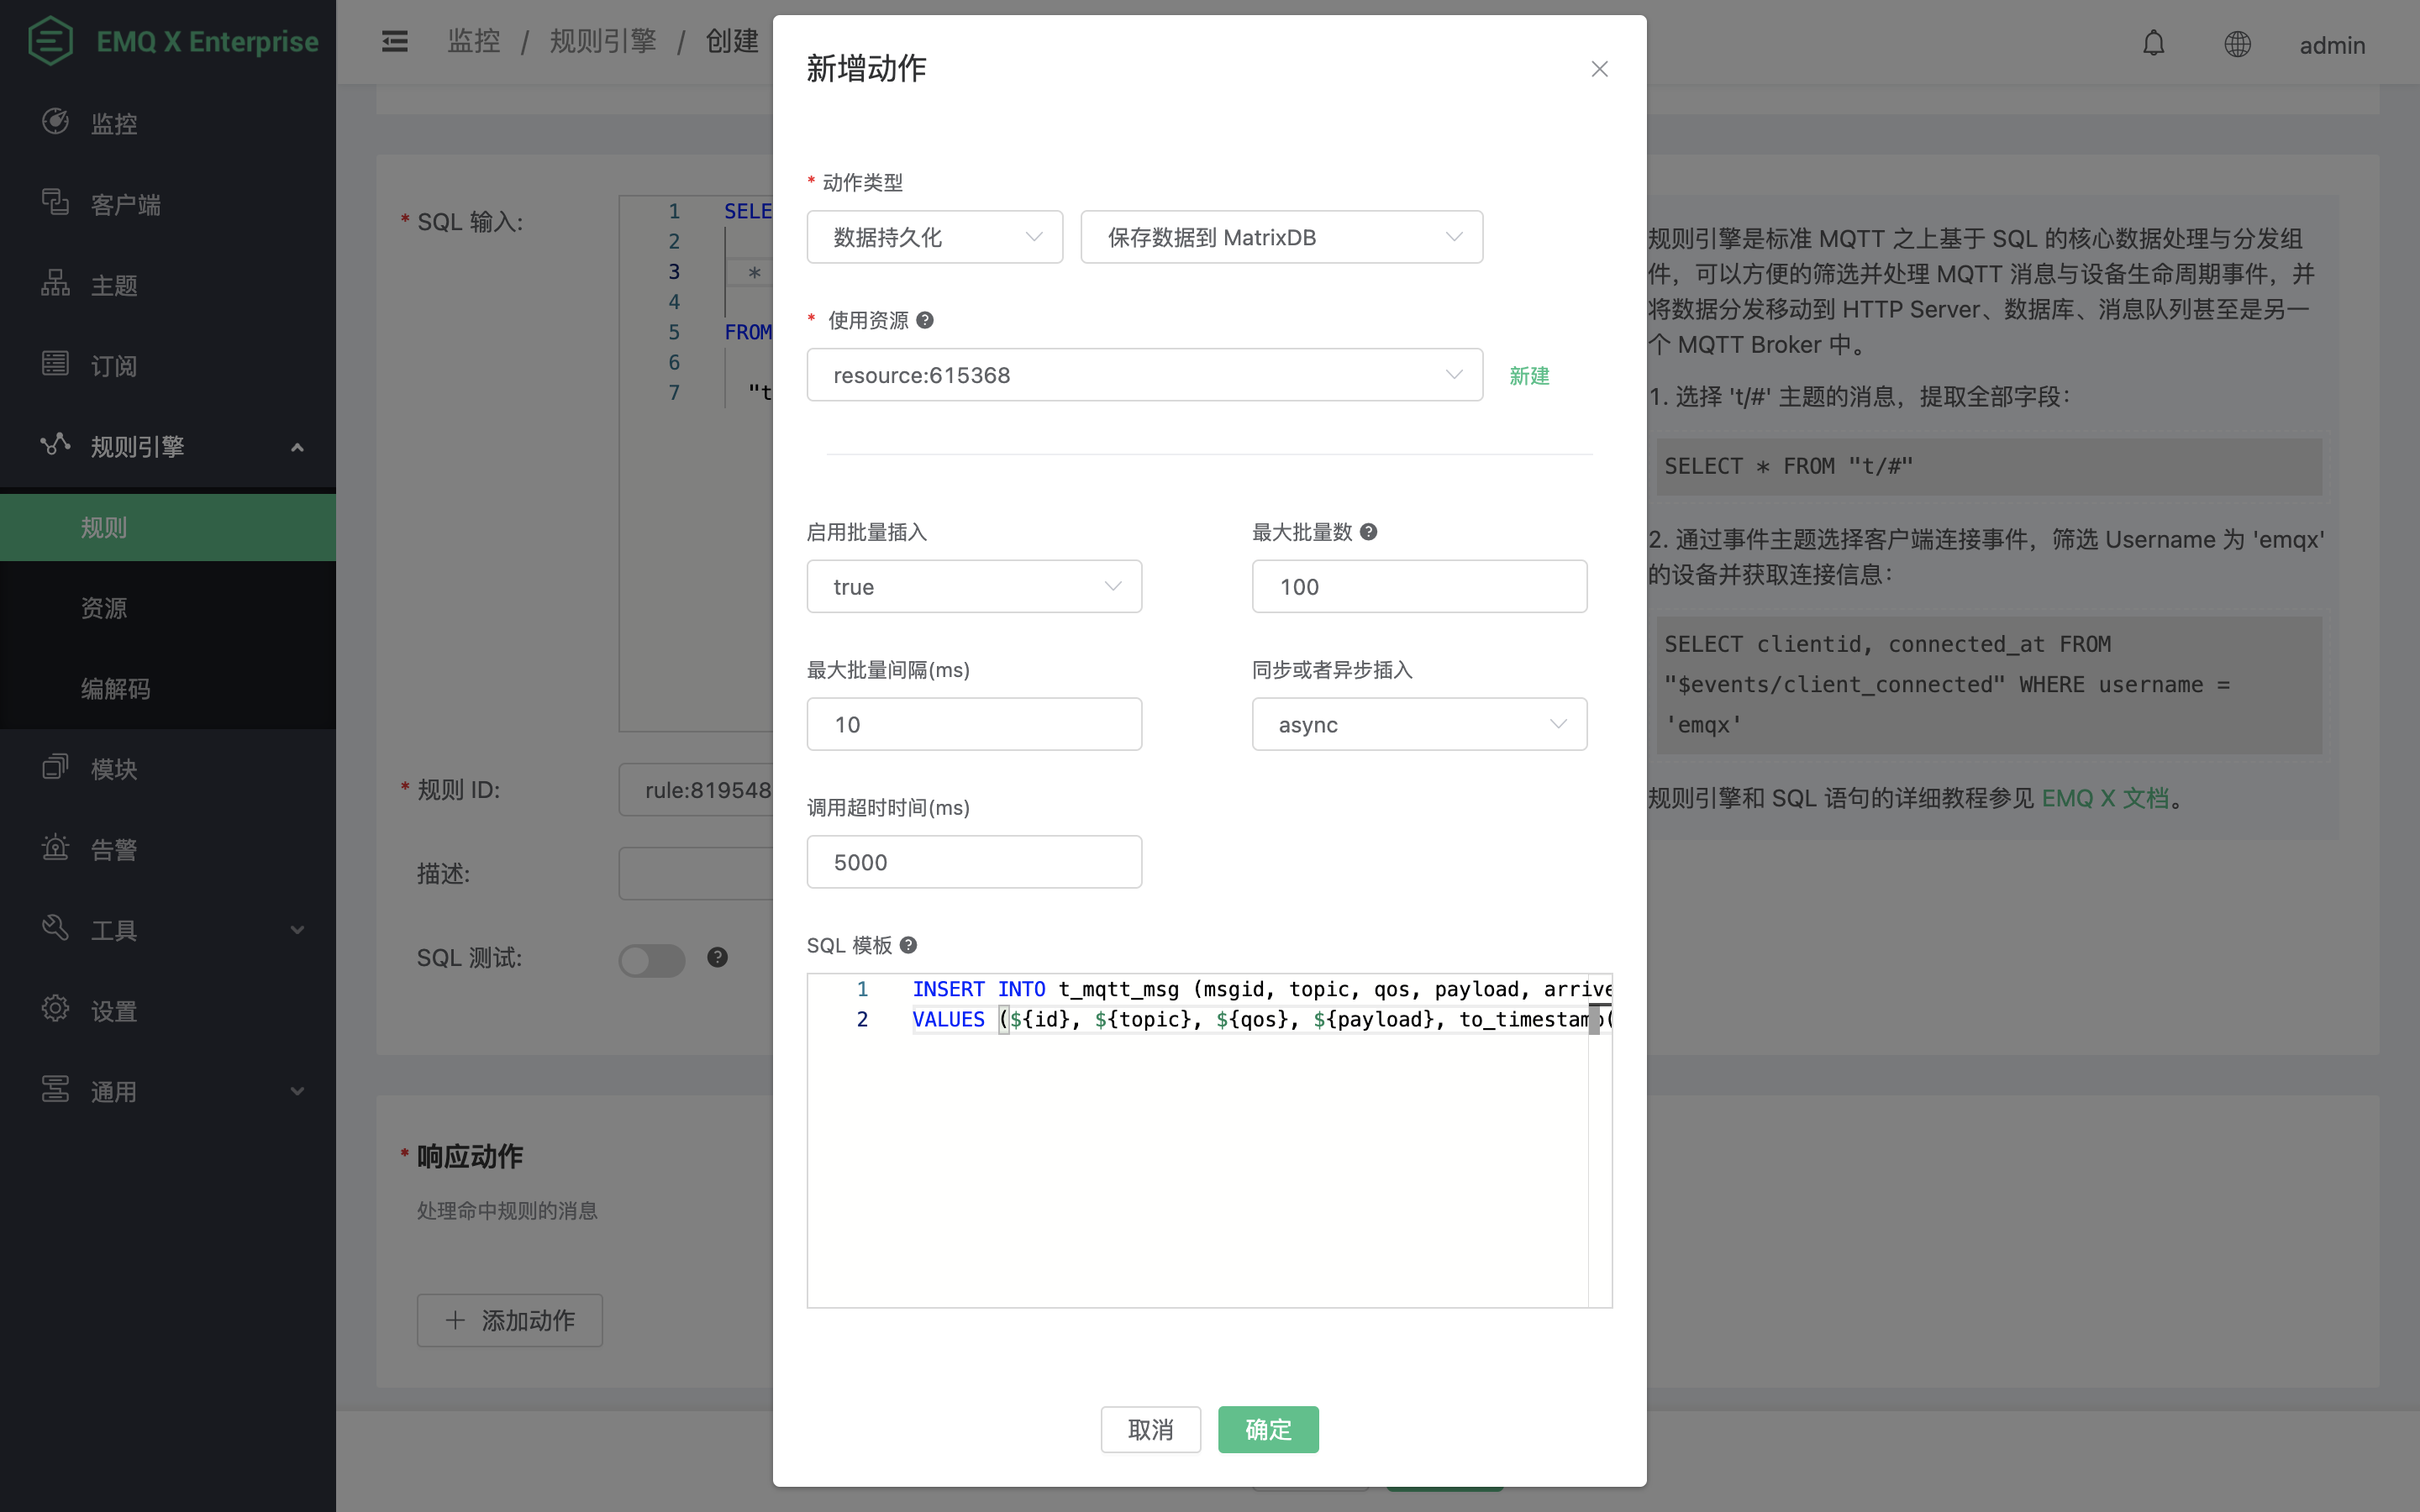 EMQ X Enterprise
监控
客户端
主题
订阅
规则引擎
规则
资源
编解码
模块
告警
工具
设置
通用
监控 / 规则引擎 / 创建
admin
* SQL 输入:
1 SELE
2
3 *
4
5 FROM
6
7 "t
* 规则 ID:
rule:819548
描述:
SQL 测试:
* 响应动作
处理命中规则的消息
添加动作
新增动作
* 动作类型
数据持久化
保存数据到 MatrixDB
* 使用资源
resource:615368
新建
启用批量插入
最大批量数
true
100
最大批量间隔(ms)
同步或者异步插入
10
async
调用超时时间(ms)
5000
SQL 模板
1 INSERT INTO t_mqtt_msg (msgid, topic, qos, payload, arrive
2 VALUES (${id}, ${topic}, ${qos}, ${payload}, to_timestamp(
取消
确定
规则引擎是标准 MQTT 之上基于 SQL 的核心数据处理与分发组
件，可以方便的筛选并处理 MQTT 消息与设备生命周期事件，并
将数据分发移动到 HTTP Server、数据库、消息队列甚至是另一
个 MQTT Broker 中。
1. 选择 't/#' 主题的消息，提取全部字段：
SELECT * FROM "t/#"
2. 通过事件主题选择客户端连接事件，筛选 Username 为 'emqx'
的设备并获取连接信息：
SELECT clientid, connected_at FROM
"$events/client_connected" WHERE username =
'emqx'
规则引擎和 SQL 语句的详细教程参见 EMQ X 文档。